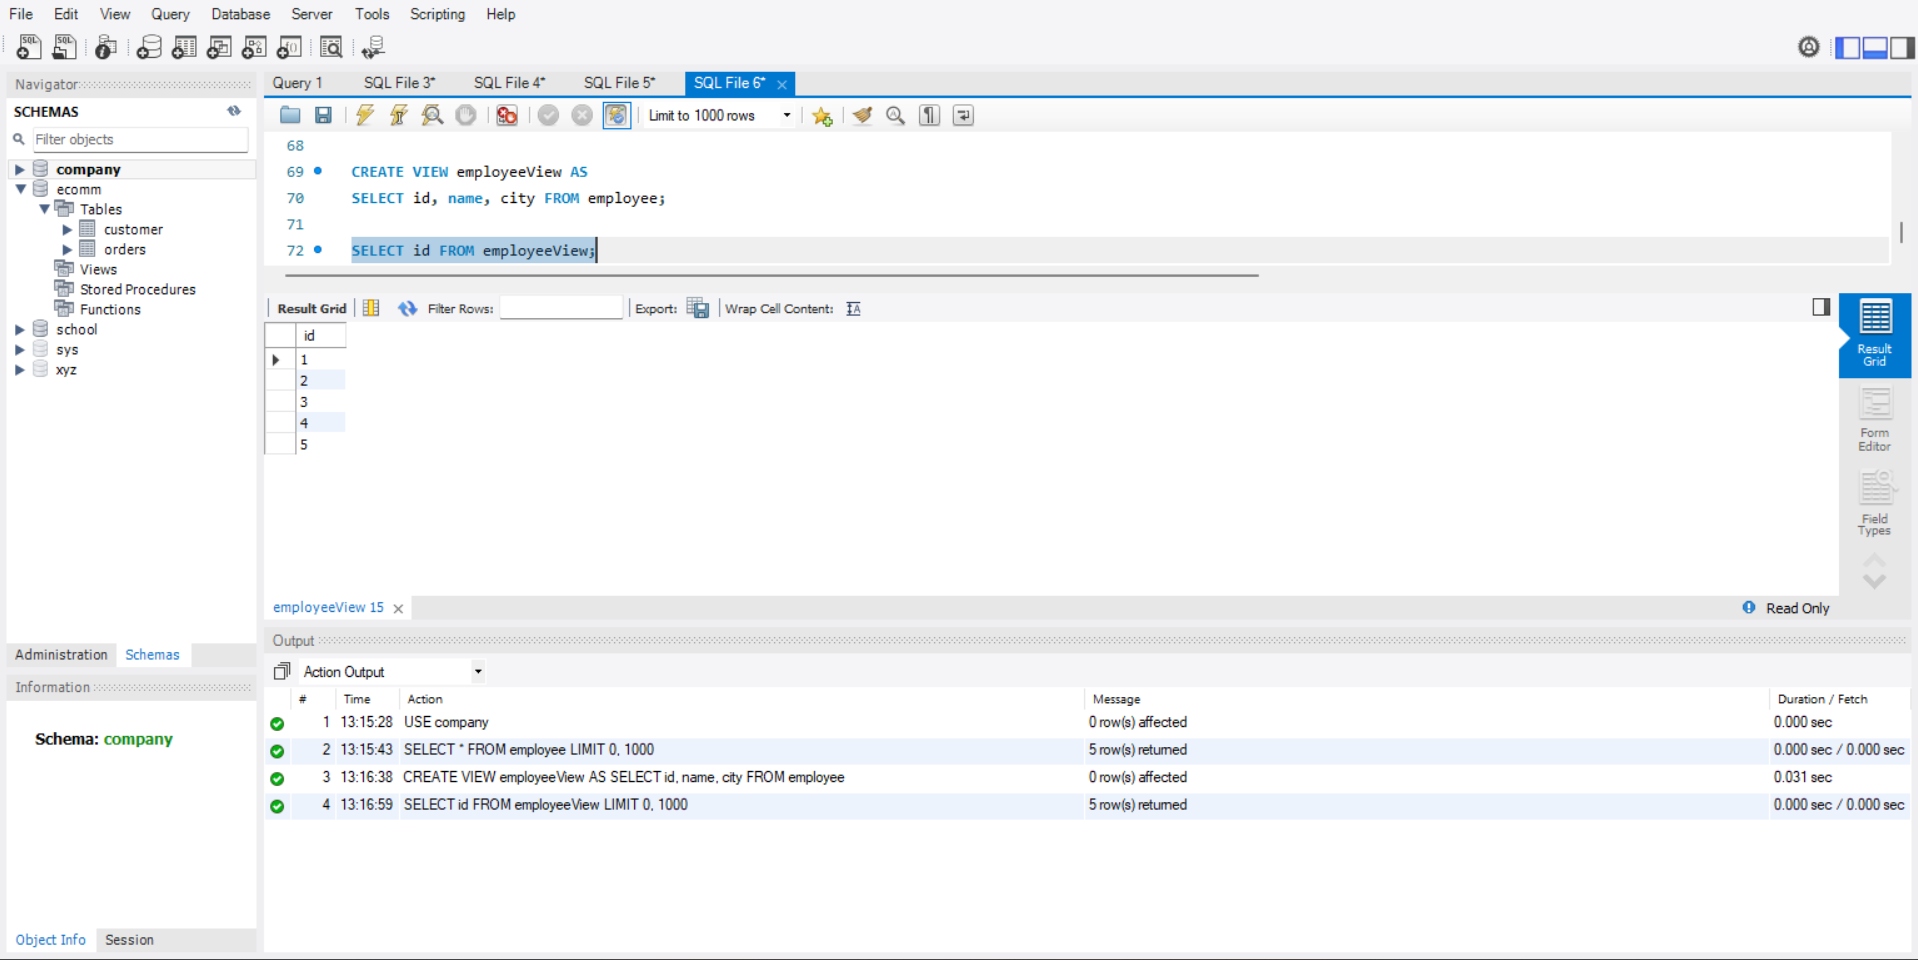 File Edit View Query Database Server Tools Scripting Help
Navigator
SCHEMAS
Filter objects
company
ecomm
Tables
customer
orders
Views
Stored Procedures
Functions
school
sys
xyz
Administration Schemas
Information
Schema: company
Object Info Session
Query 1 SQL File 3* SQL File 4* SQL File 5* SQL File 6*
Limit to 1000 rows
68
69 CREATE VIEW employeeView AS
70 SELECT id, name, city FROM employee;
71
72 SELECT id FROM employeeView;
Result Grid Filter Rows: Export: Wrap Cell Content:
id
1
2
3
4
5
Result
Grid
Form
Editor
Field
Types
employeeView 15 Read Only
Output
Action Output
# Time Action Message Duration / Fetch
1 13:15:28 USE company 0 row(s) affected 0.000 sec
2 13:15:43 SELECT * FROM employee LIMIT 0, 1000 5 row(s) returned 0.000 sec / 0.000 sec
3 13:16:38 CREATE VIEW employeeView AS SELECT id, name, city FROM employee 0 row(s) affected 0.031 sec
4 13:16:59 SELECT id FROM employeeView LIMIT 0, 1000 5 row(s) returned 0.000 sec / 0.000 sec